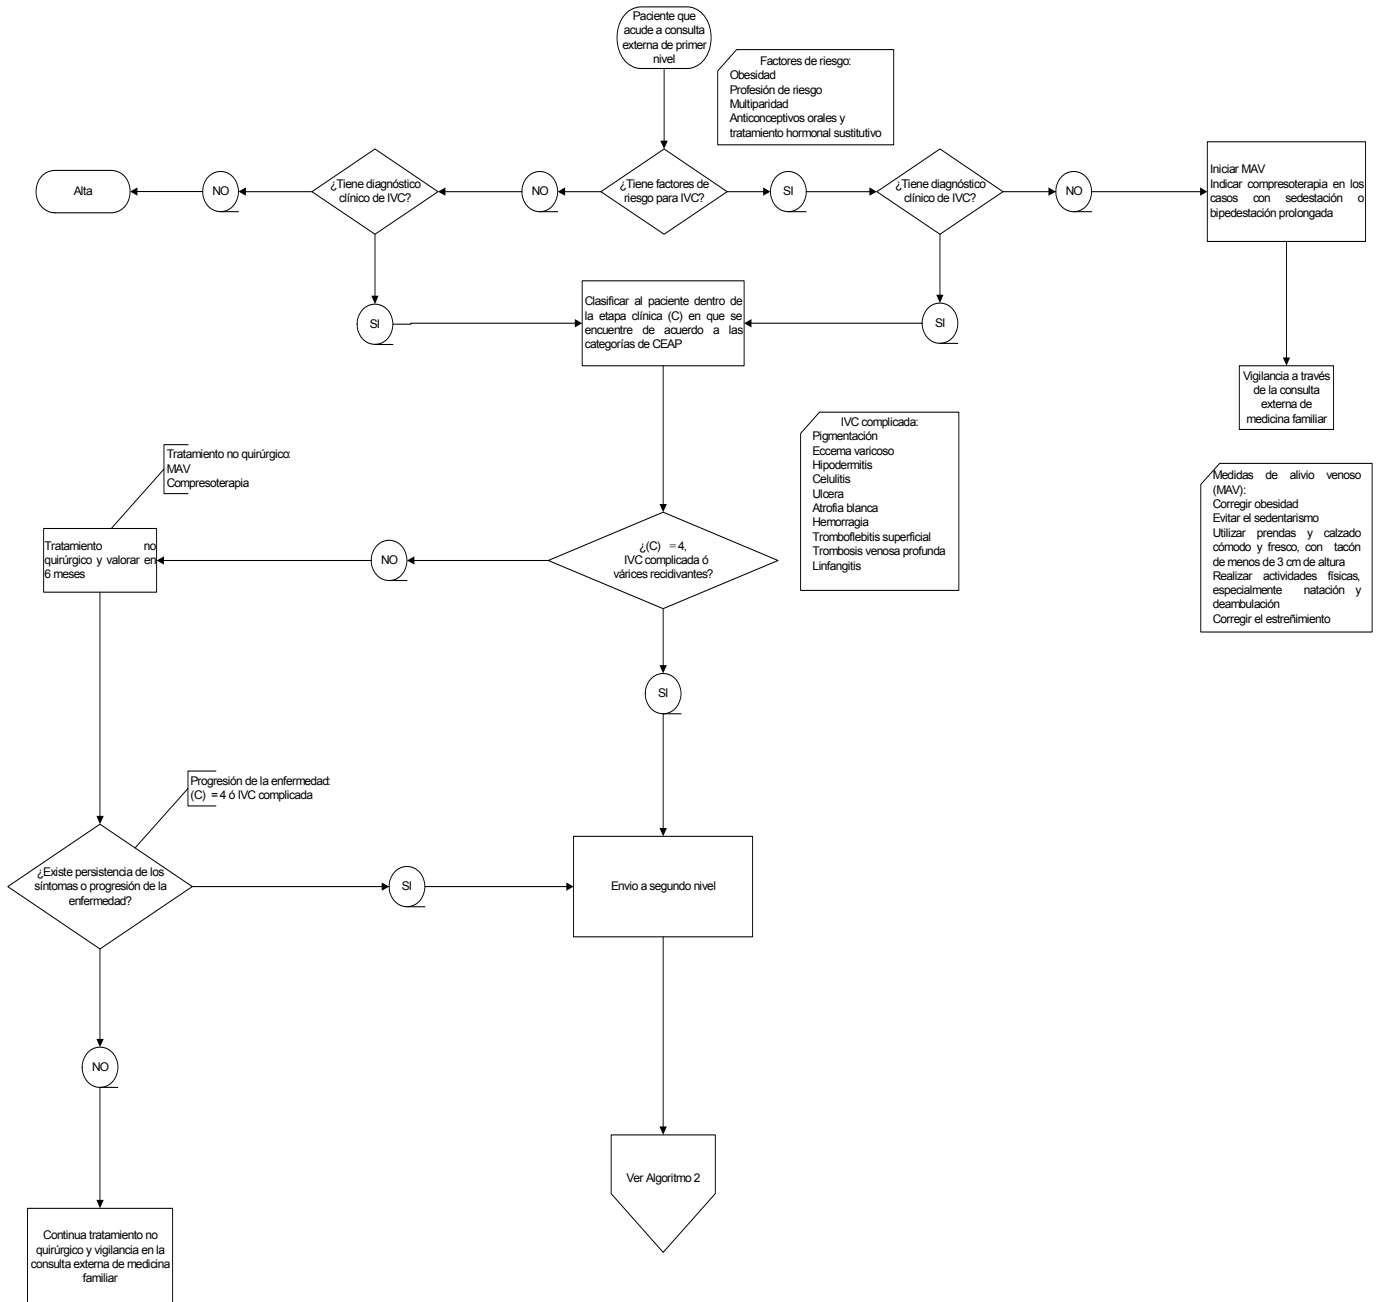 Paciente que
acude a consulta
externa de primer
nivel
Factores de riesgo:
Obesidad
Profesión de riesgo
Multiparidad
Anticonceptivos orales y
tratamiento hormonal sustitutivo
Alta
NO
¿Tiene diagnóstico
clínico de IVC?
NO
¿Tiene factores de
riesgo para IVC?
SI
¿Tiene diagnóstico
clínico de IVC?
NO
Iniciar MAV
Indicar compresoterapia en los
casos con sedestación o
bipedestación prolongada
SI
Clasificar al paciente dentro de
la etapa clínica (C) en que se
encuentre de acuerdo a las
categorías de CEAP
SI
Vigilancia a través
de la consulta
externa de
medicina familiar
IVC complicada:
Pigmentación
Eccema varicoso
Hipodermitis
Celulitis
Ulcera
Atrofia blanca
Hemorragia
Tromboflebitis superficial
Trombosis venosa profunda
Linfangitis
Tratamiento no quirúrgico:
MAV
Compresoterapia
Medidas de alivio venoso
(MAV):
Corregir obesidad
Evitar el sedentarismo
Utilizar prendas y calzado
cómodo y fresco, con tacón
de menos de 3 cm de altura
Realizar actividades físicas,
especialmente natación y
deambulación
Corregir el estreñimiento
Tratamiento no
quirúrgico y valorar en
6 meses
NO
¿(C) = 4,
IVC complicada ó
várices recidivantes?
SI
Progresión de la enfermedad:
(C) = 4 ó IVC complicada
¿Existe persistencia de los
síntomas o progresión de la
enfermedad?
SI
Envio a segundo nivel
NO
Ver Algoritmo 2
Continua tratamiento no
quirúrgico y vigilancia en la
consulta externa de medicina
familiar